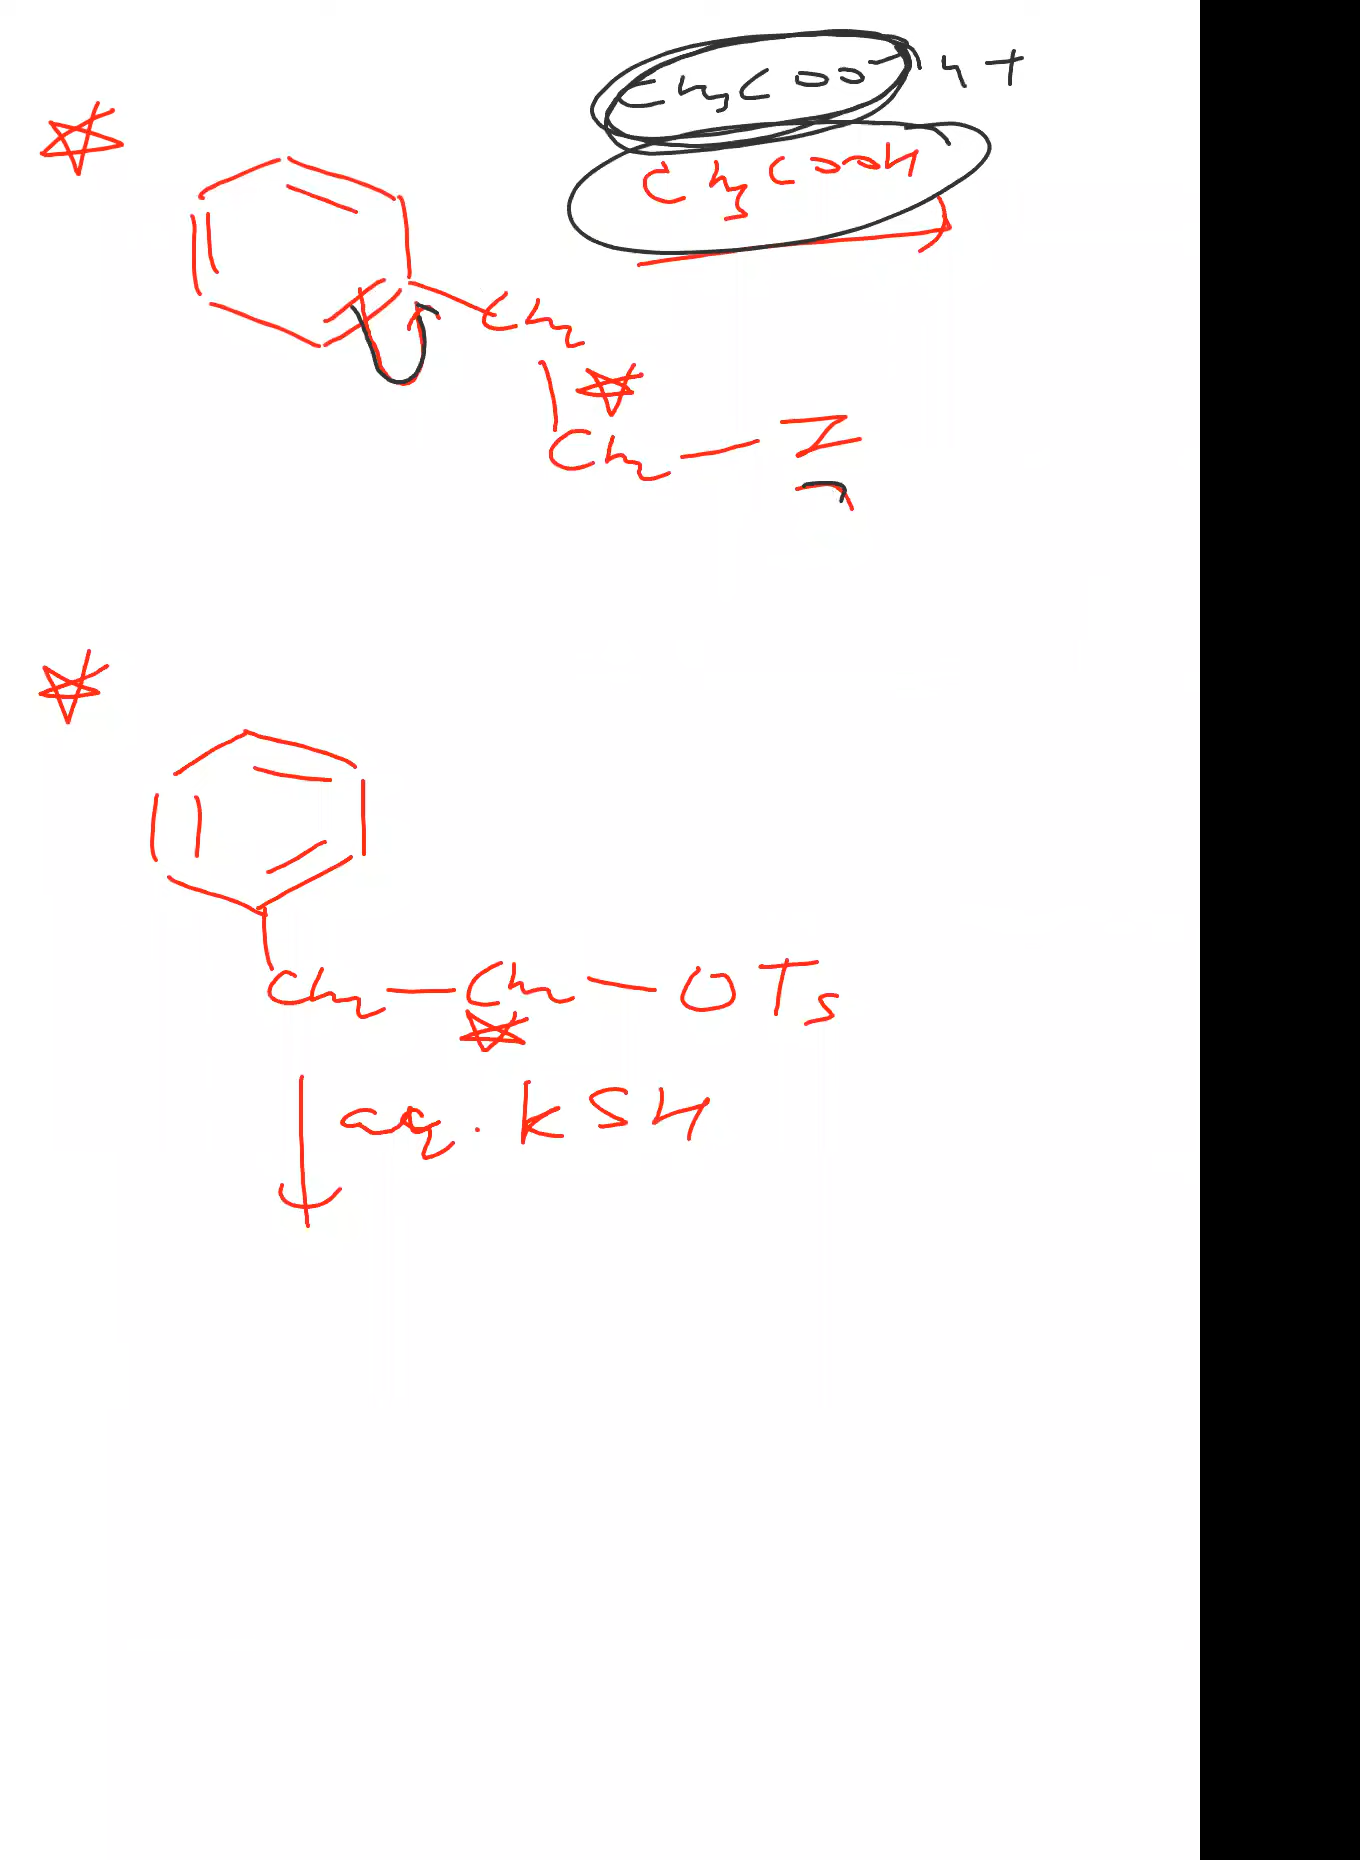 CH3COO⁻ H+
CH3COOH
CH2
CH2 — Z
CH2 — CH2 — OTs
aq. KSH